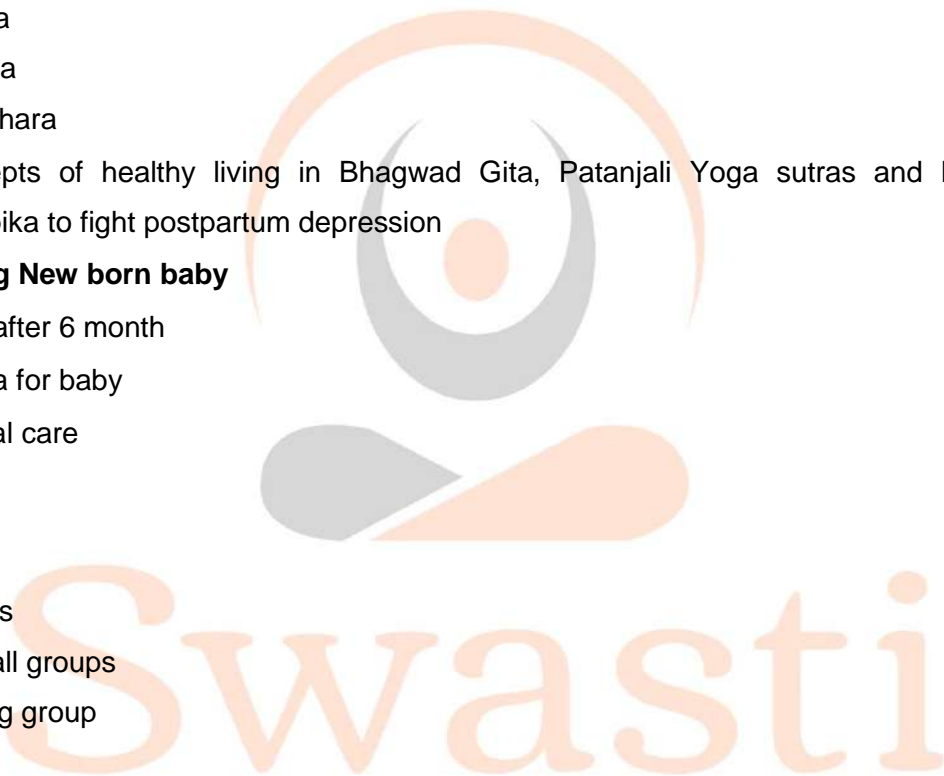 a
a
hara
epts of healthy living in Bhagwad Gita, Patanjali Yoga sutras and
oika to fight postpartum depression
g New born baby
after 6 month
a for baby
al care
s
all groups
g group
Swasti